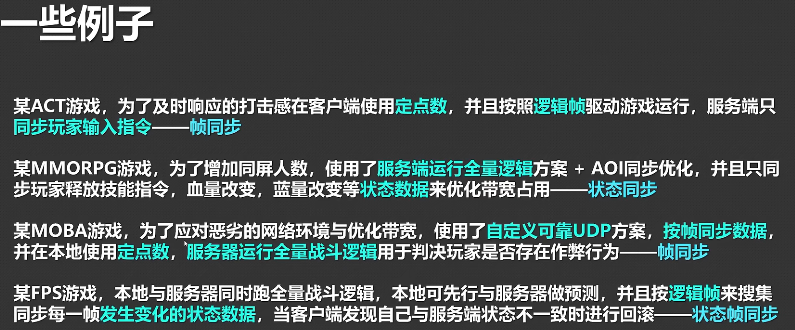 一些例子
某ACT游戏，为了及时响应的打击感在客户端使用定点数，并且按照逻辑帧驱动游戏运行，服务端只
同步玩家输入指令——帧同步
某MMORPG游戏，为了增加同屏人数，使用了服务端运行全量逻辑方案 + AOI同步优化，并且只同
步玩家释放技能指令，血量改变，蓝量改变等状态数据来优化带宽占用——状态同步
某MOBA游戏，为了应对恶劣的网络环境与优化带宽，使用了自定义可靠UDP方案，按帧同步数据，
并在本地使用定点数，服务器运行全量战斗逻辑用于判决玩家是否存在作弊行为——帧同步
某FPS游戏，本地与服务器同时跑全量战斗逻辑，本地可先行与服务器做预测，并且按逻辑帧来搜集
同步每一帧发生变化的状态数据，当客户端发现自己与服务端状态不一致时进行回滚——状态帧同步